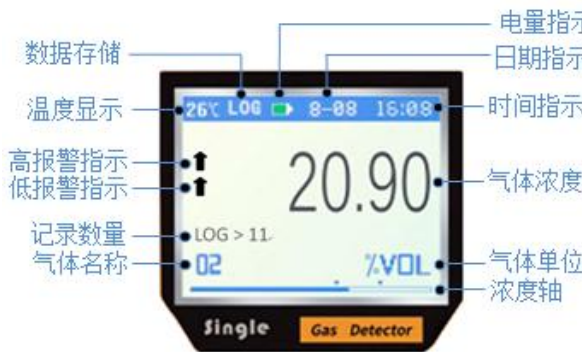 电量指示
数据存储
日期指示
温度显示
26℃ LOG 8-08 16:08
时间指示
高报警指示
低报警指示
20.90
气体浓度
记录数量
LOG > 11
气体名称
O2
%VOL
气体单位
浓度轴
Single
Gas Detector